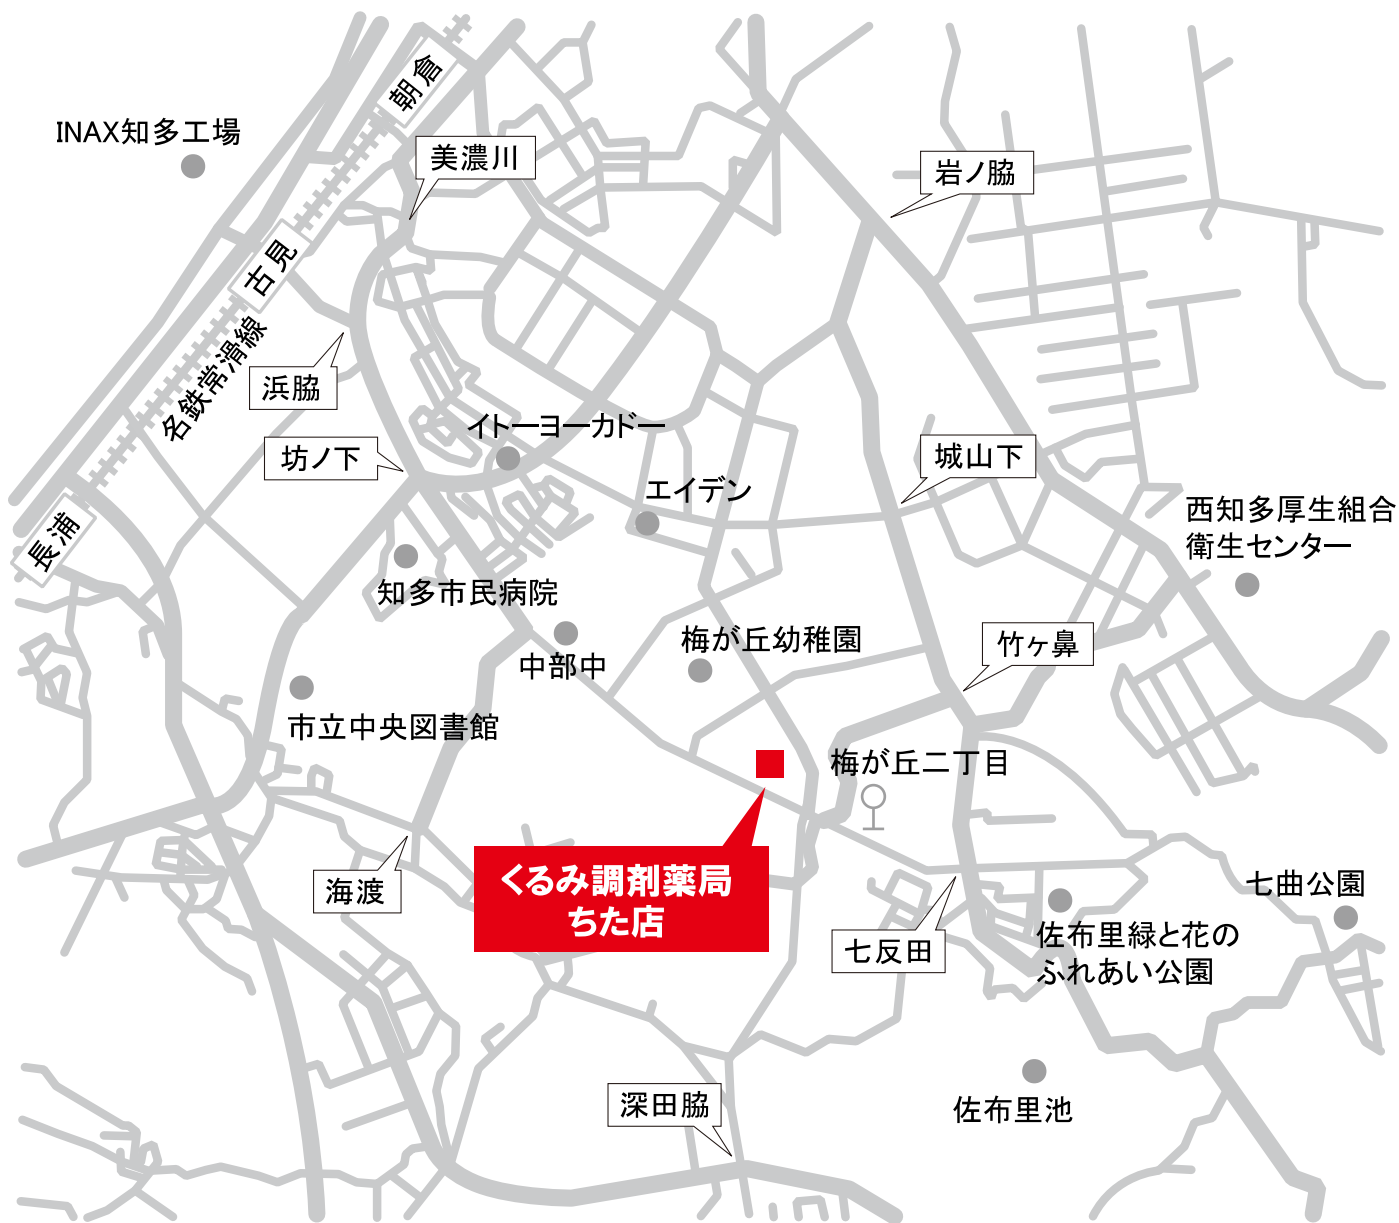 朝倉
INAX知多工場
美濃川
岩ノ脇
古見
名鉄常滑線
浜脇
イトーヨーカドー
坊ノ下
城山下
エイデン
西知多厚生組合
衛生センター
長浦
知多市民病院
中部中
梅が丘幼稚園
竹ヶ鼻
市立中央図書館
梅が丘二丁目
くるみ調剤薬局
ちた店
海渡
七曲公園
七反田
佐布里緑と花の
ふれあい公園
深田脇
佐布里池